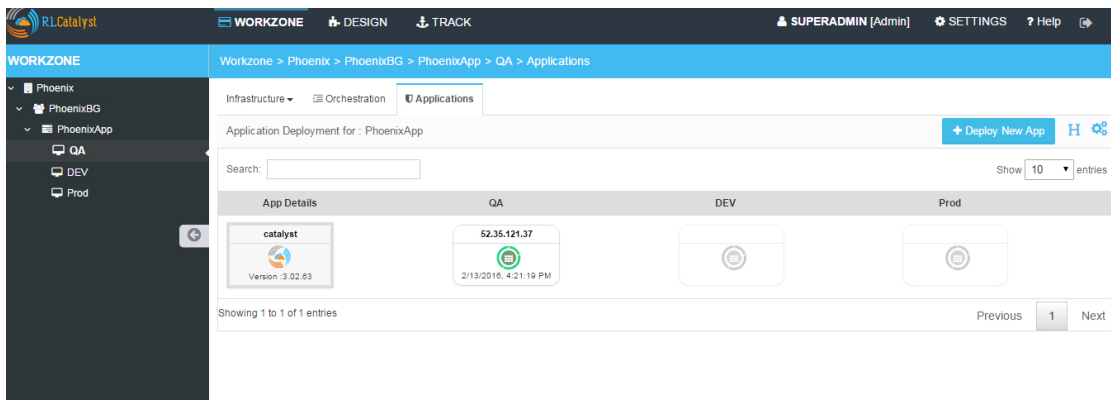 RLCatalyst
WORKZONE DESIGN TRACK SUPERADMIN [Admin] SETTINGS ? Help
WORKZONE
Workzone > Phoenix > PhoenixBG > PhoenixApp > QA > Applications
Phoenix
PhoenixBG
PhoenixApp
QA
DEV
Prod
Infrastructure Orchestration Applications
Application Deployment for : PhoenixApp + Deploy New App H
Search: Show 10 entries
App Details QA DEV Prod
catalyst 52.35.121.37
Version :3.02.63 2/13/2016, 4:21:19 PM
Showing 1 to 1 of 1 entries Previous 1 Next